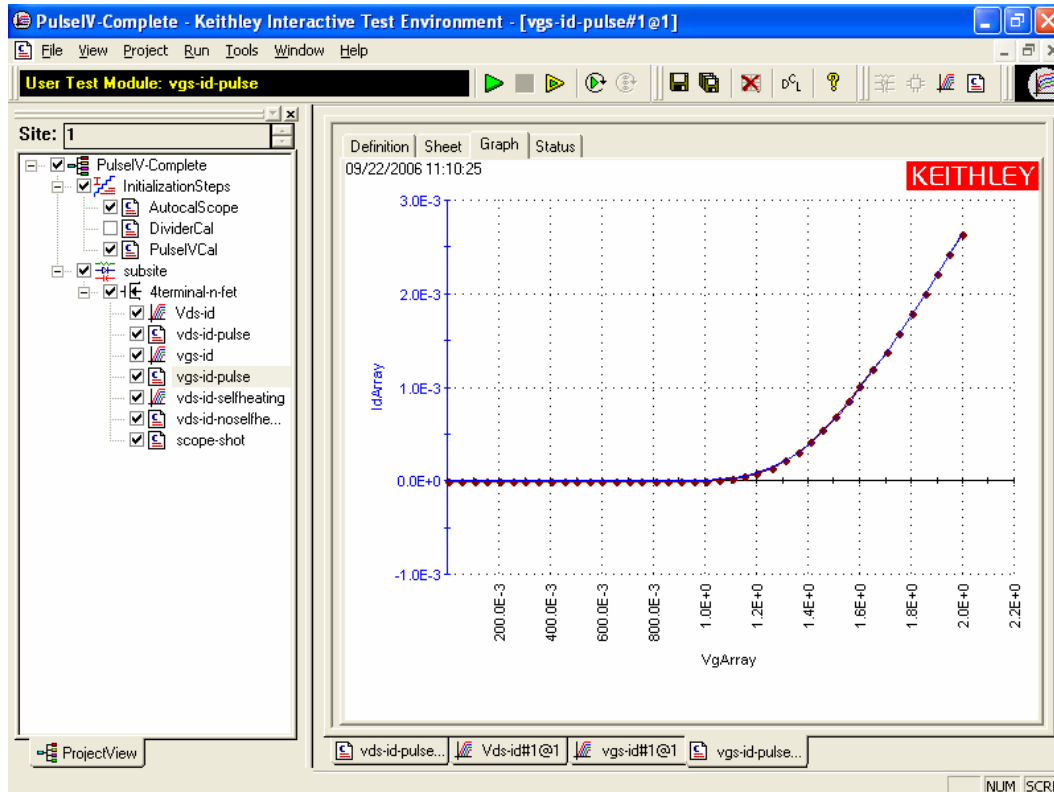 PulseIV-Complete - Keithley Interactive Test Environment - [vgs-id-pulse#1@1]
File View Project Run Tools Window Help
User Test Module: vgs-id-pulse
Site: 1
PulseIV-Complete
InitializationSteps
AutocalScope
DividerCal
PulseIVCal
subsite
4terminal-n-fet
Vds-id
vds-id-pulse
vgs-id
vgs-id-pulse
vds-id-selfheating
vds-id-noselfhe...
scope-shot
ProjectView
Definition Sheet Graph Status
09/22/2006 11:10:25
KEITHLEY
3.0E-3
2.0E-3
1.0E-3
0.0E+0
-1.0E-3
IdArray
200.0E-3 400.0E-3 600.0E-3 800.0E-3 1.0E+0 1.2E+0 1.4E+0 1.6E+0 1.8E+0 2.0E+0 2.2E+0
VgArray
vds-id-pulse... Vds-id#1@1 vgs-id#1@1 vgs-id-pulse...
NUM SCR